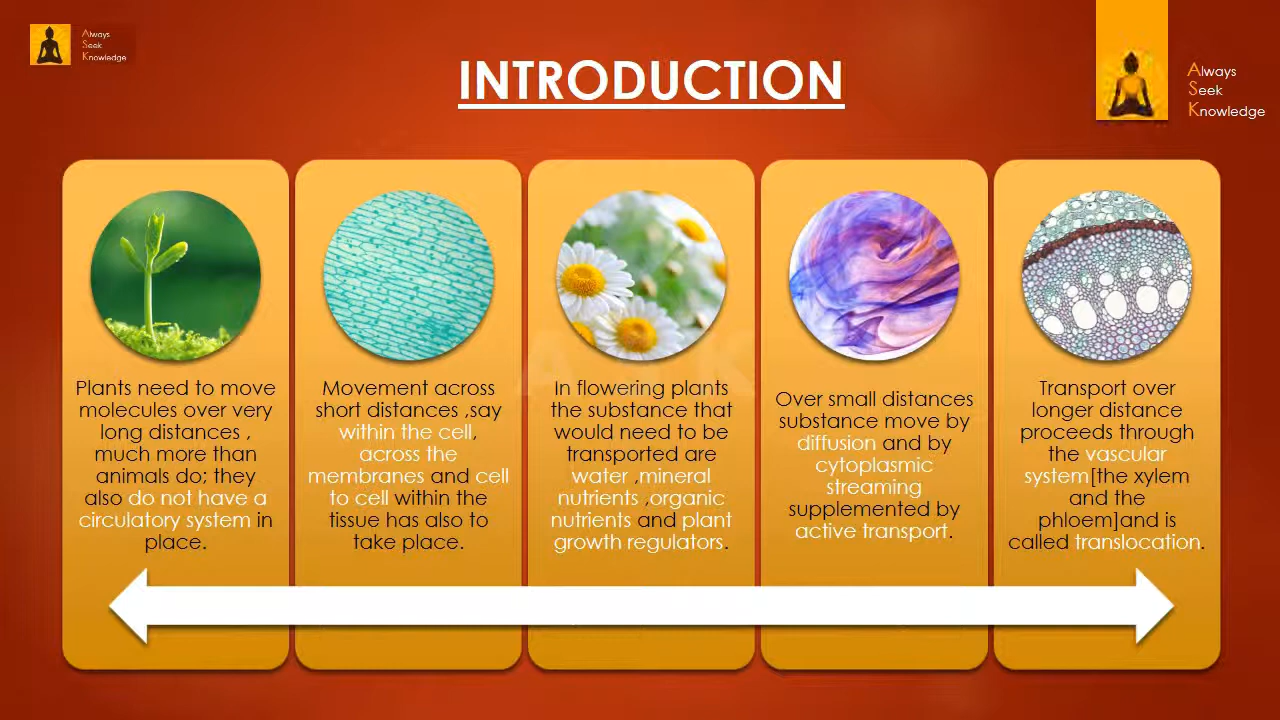 Always
Seek
Knowledge
INTRODUCTION
Always
Seek
Knowledge
Plants need to move
molecules over very
long distances ,
much more than
animals do; they
also do not have a
circulatory system in
place.
Movement across
short distances ,say
within the cell,
across the
membranes and cell
to cell within the
tissue has also to
take place.
In flowering plants
the substance that
would need to be
transported are
water ,mineral
nutrients ,organic
nutrients and plant
growth regulators.
Over small distances
substance move by
diffusion and by
cytoplasmic
streaming
supplemented by
active transport.
Transport over
longer distance
proceeds through
the vascular
system[the xylem
and the
phloem]and is
called translocation.